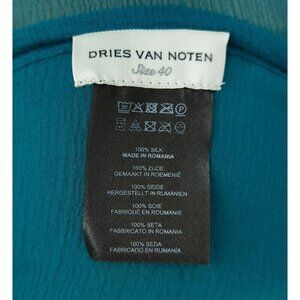 DRIES VAN NOTEN
Size 40
100% SILK
MADE IN ROMANIA
100% ZIJDE
GEMAAKT IN ROEMENIË
100% SEIDE
HERGESTELLT IN RUMÄNIEN
100% SOIE
FABRIQUÉ EN ROUMANIE
100% SETA
FABBRICATO IN ROMANIA
100% SEDA
FABRICADO EN RUMANÍA